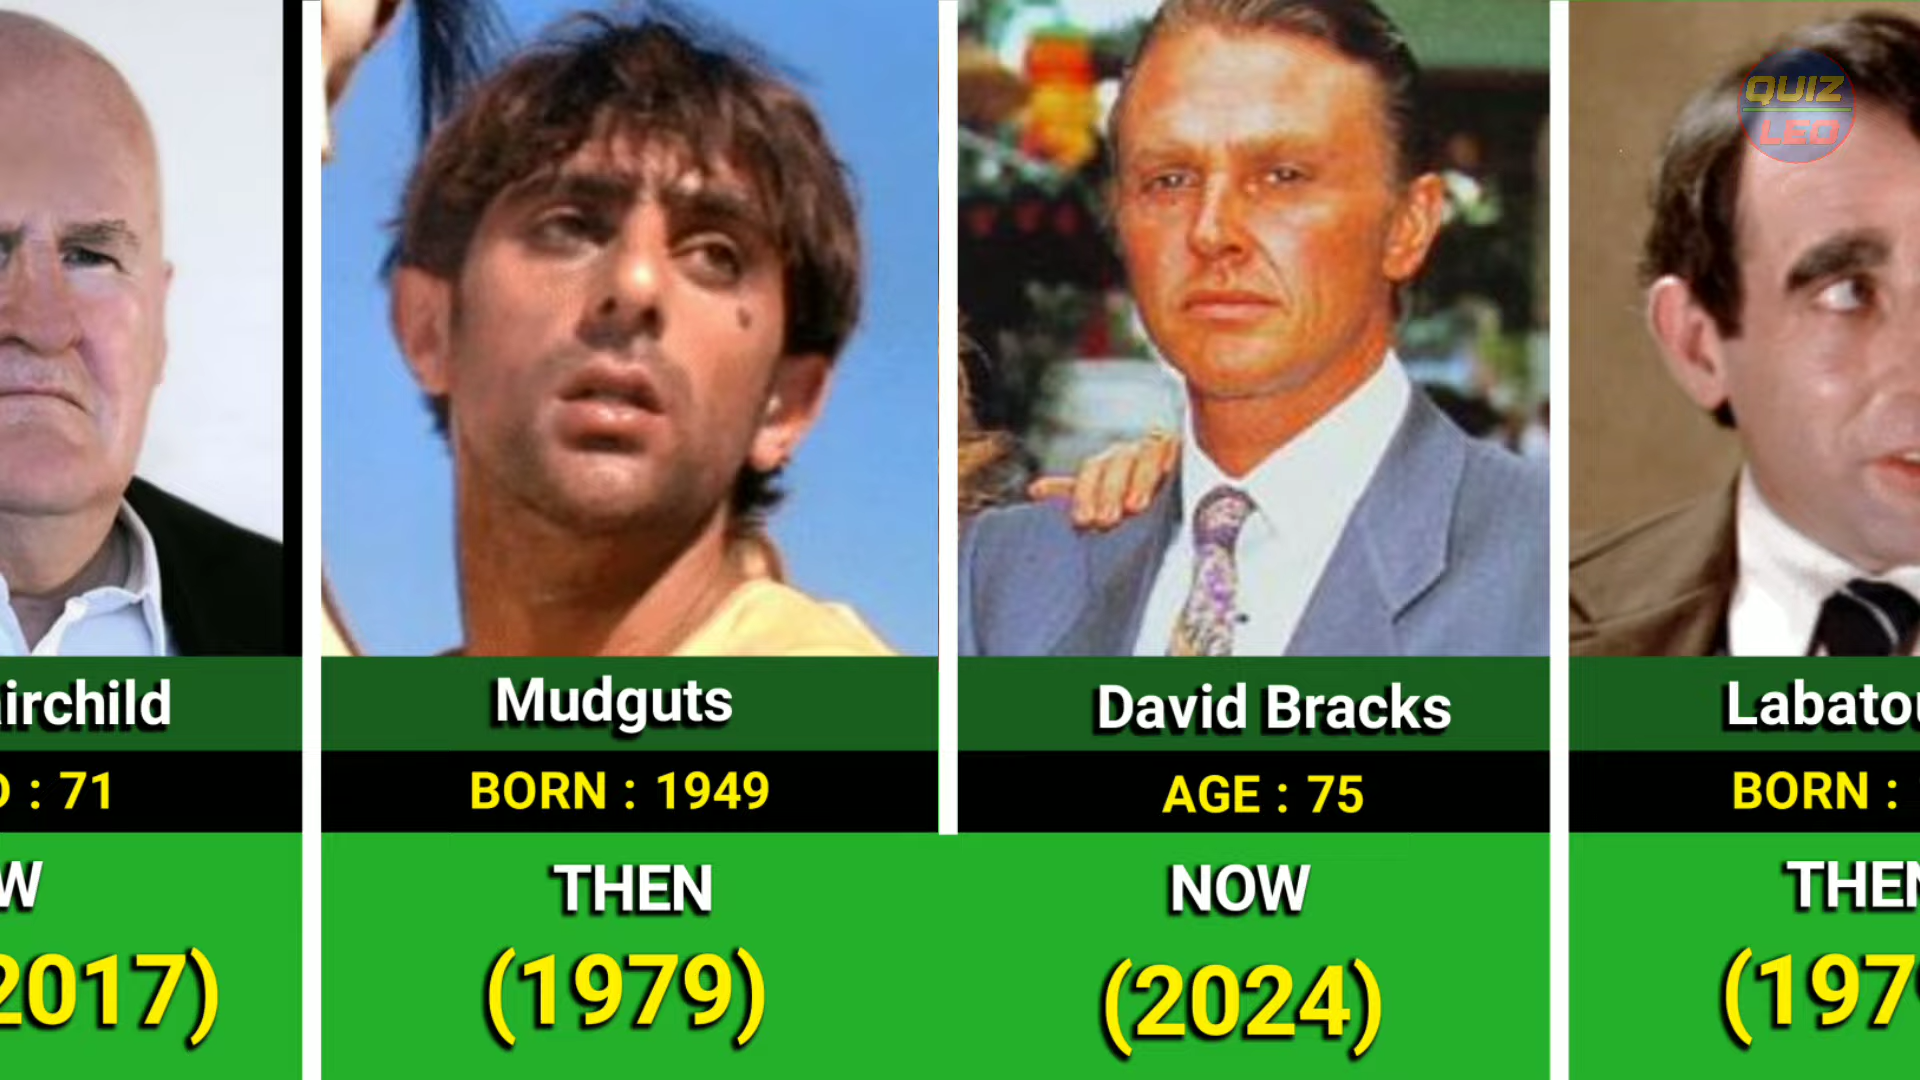 QUIZ
LEO
irchild
: 71
W
2017)
Mudguts
BORN : 1949
THEN
(1979)
David Bracks
AGE : 75
NOW
(2024)
Labato
BORN :
THEN
(197